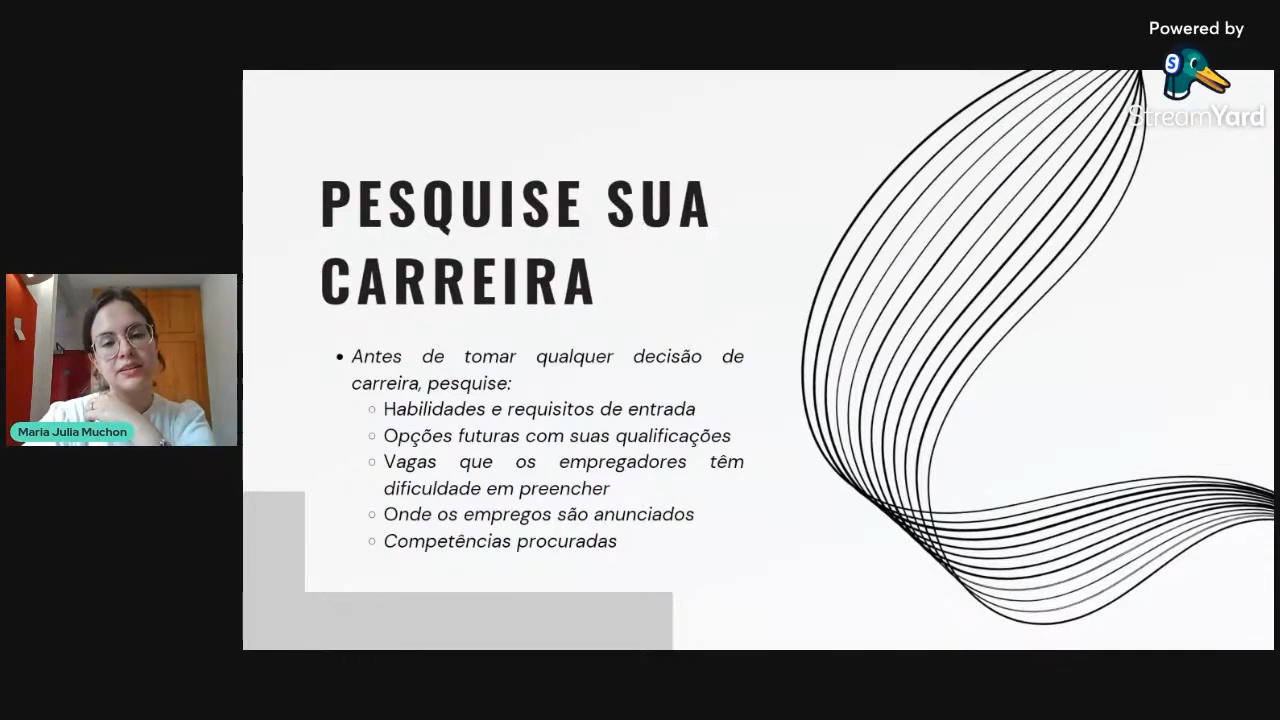 Powered by
S
StreamYard
PESQUISE SUA
CARREIRA
• Antes de tomar qualquer decisão de
carreira, pesquise:
○ Habilidades e requisitos de entrada
○ Opções futuras com suas qualificações
○ Vagas que os empregadores têm
dificuldade em preencher
○ Onde os empregos são anunciados
○ Competências procuradas
Maria Julia Muchon